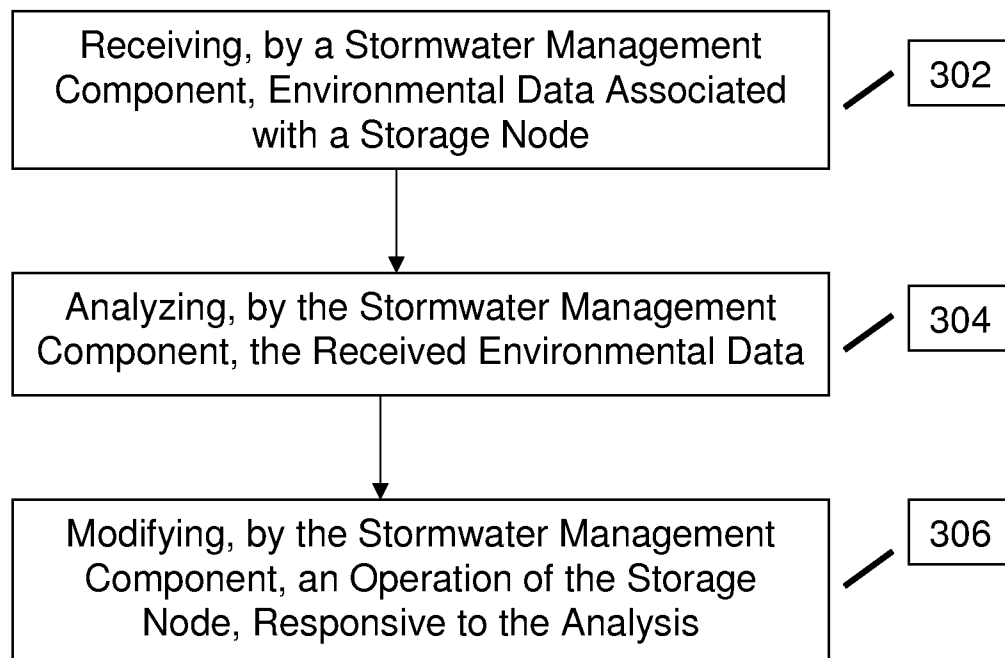 Receiving, by a Stormwater Management
Component, Environmental Data Associated
with a Storage Node
302
Analyzing, by the Stormwater Management
Component, the Received Environmental Data
304
Modifying, by the Stormwater Management
Component, an Operation of the Storage
Node, Responsive to the Analysis
306